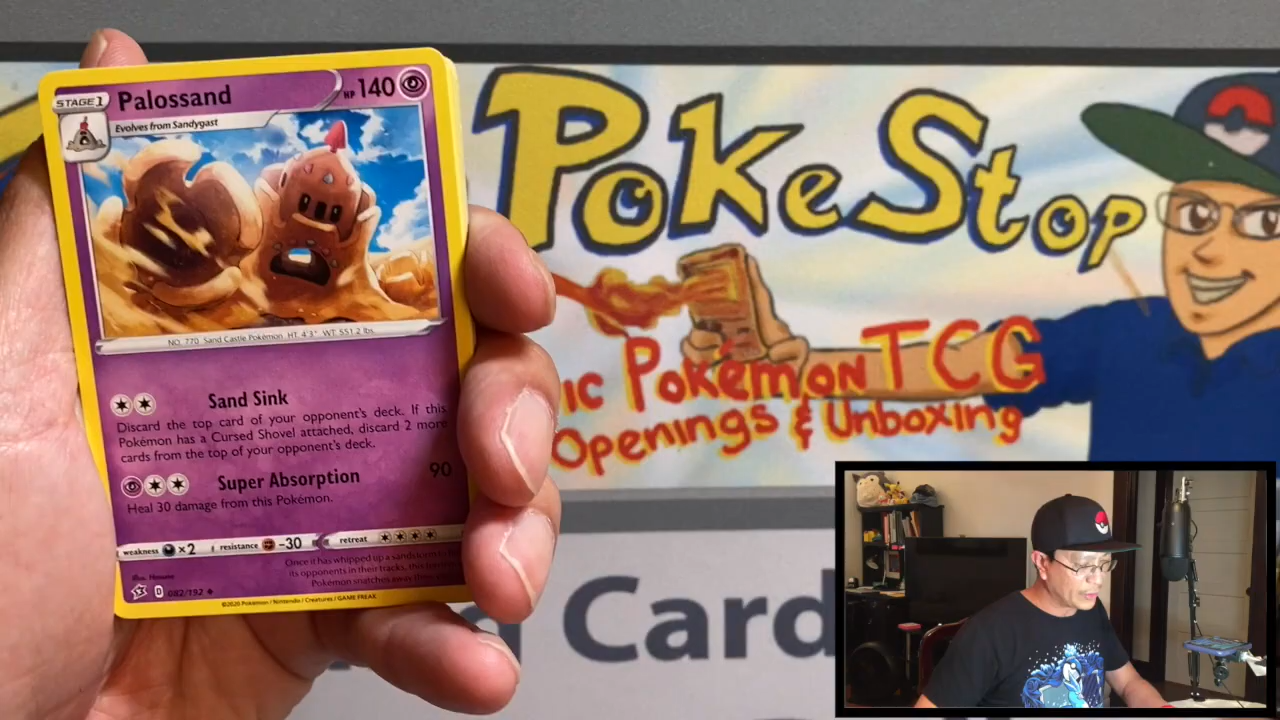 STAGE 1
Palossand
HP 140
Evolves from Sandygast
NO. 770 Sand Castle Pokémon HT. 4'3" WT. 551.2 lbs.
Sand Sink
Discard the top card of your opponent's deck. If this
Pokémon has a Cursed Shovel attached, discard 2 more
cards from the top of your opponent's deck.
Super Absorption 90
Heal 30 damage from this Pokémon.
weakness ×2 resistance -30 retreat
Once it has whipped up a sandstorm
its opponents in their tracks, this
Pokémon snatches away
Illus. Hasuno
D 082/192
©2020 Pokémon / Nintendo / Creatures / GAME FREAK
PokeStop
ic Pokémon TCG
Openings & Unboxing
Card